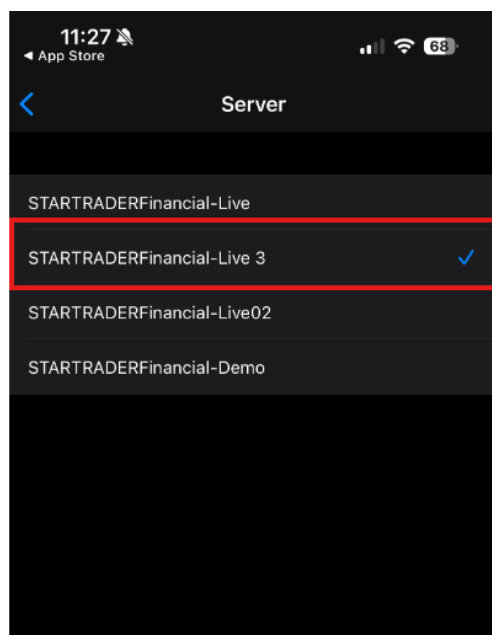 11:27
◀ App Store
68
Server
STARTRADERFinancial-Live
STARTRADERFinancial-Live 3
STARTRADERFinancial-Live02
STARTRADERFinancial-Demo